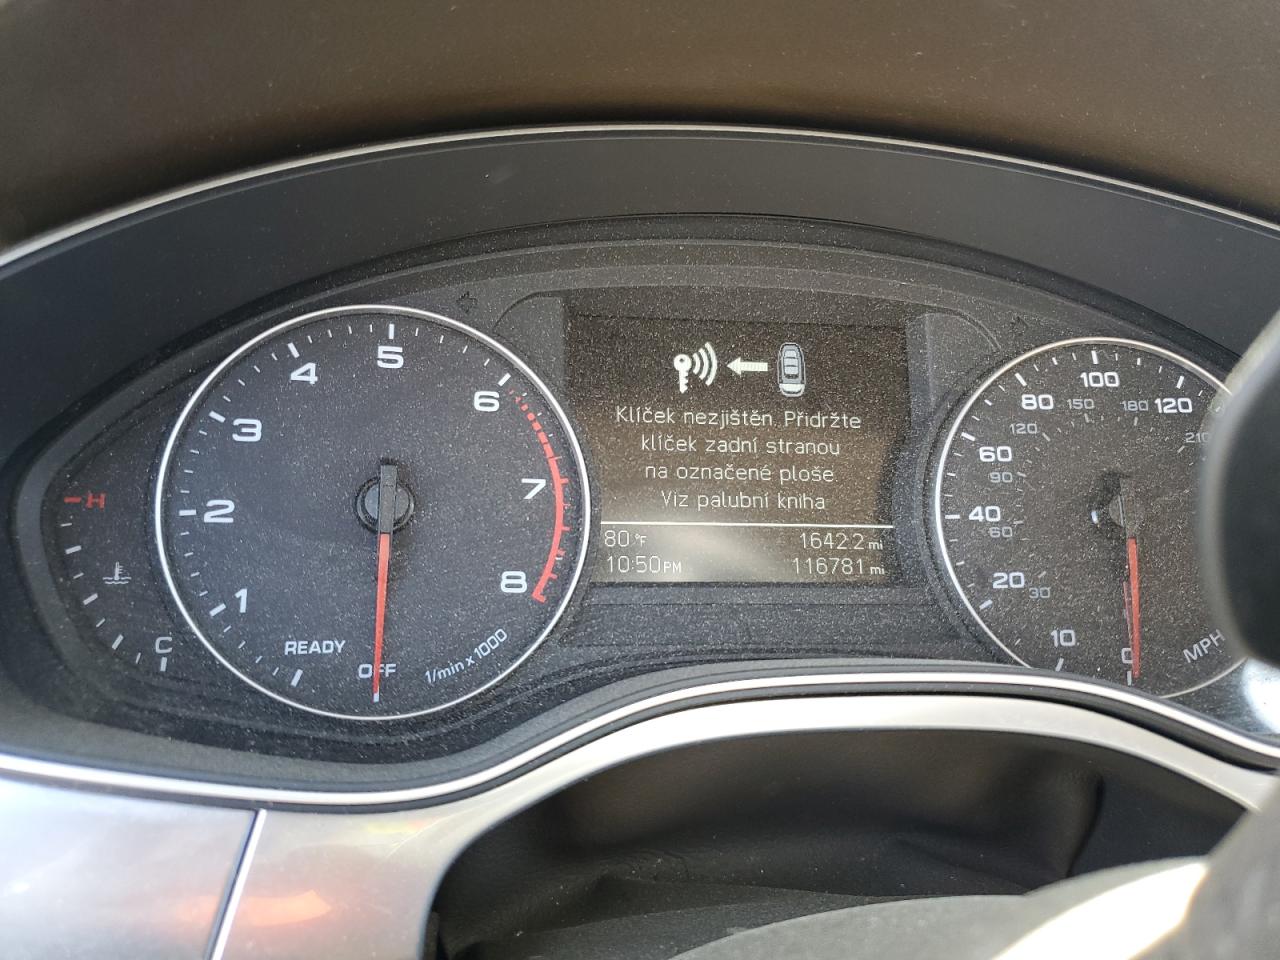 Klíček nezjištěn. Přidržte
klíček zadní stranou
na označené ploše.
Viz palubní kniha
80 °F
1642.2 mi
10:50 PM
116781 mi
H
C
1
2
3
4
5
6
7
8
READY
OFF
1/min x 1000
0
10
20
40
60
80
100
120
30
60
90
120
150
180
210
MPH